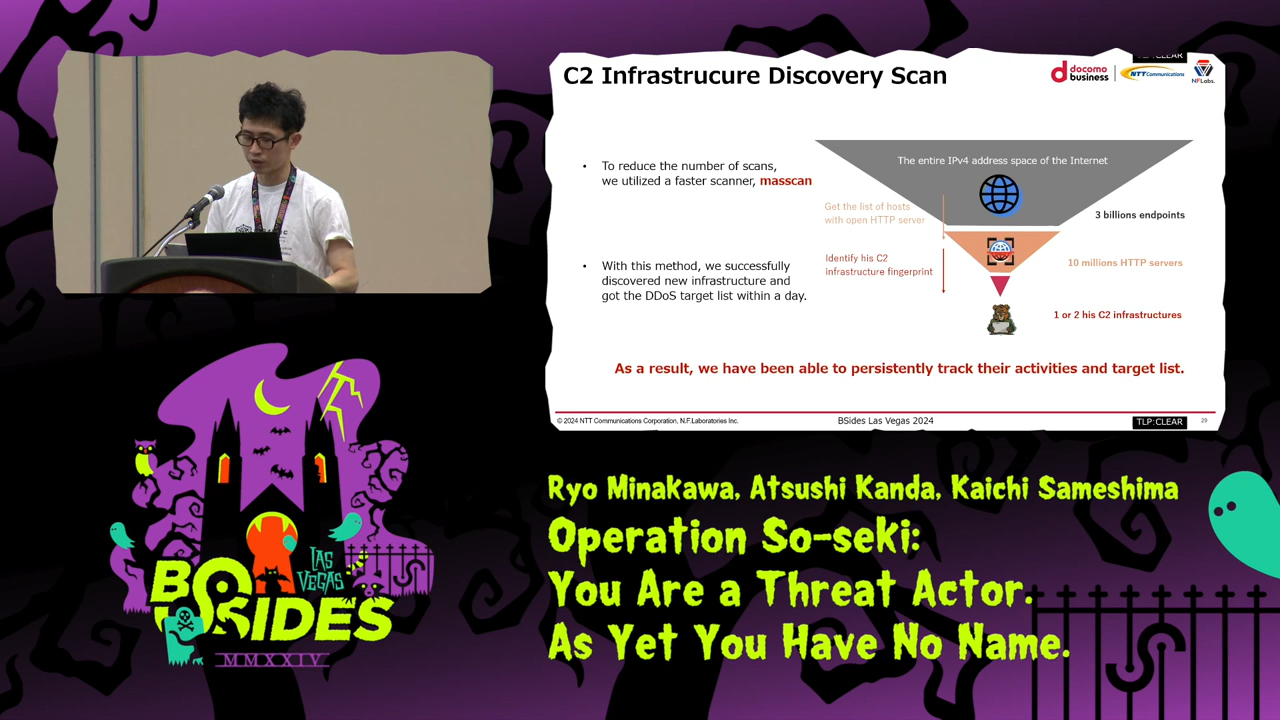 C2 Infrastrucure Discovery Scan
TLP:CLEAR
docomo
business
NTT Communications
NFLabs.
• To reduce the number of scans,
we utilized a faster scanner, masscan
• With this method, we successfully
discovered new infrastructure and
got the DDoS target list within a day.
The entire IPv4 address space of the Internet
Get the list of hosts
with open HTTP server
3 billions endpoints
Identify his C2
infrastructure fingerprint
10 millions HTTP servers
1 or 2 his C2 infrastructures
As a result, we have been able to persistently track their activities and target list.
© 2024 NTT Communications Corporation, N.F.Laboratories Inc.
BSides Las Vegas 2024
TLP:CLEAR
29
LAS
VEGAS
BSIDES
MMXXIV
Ryo Minakawa, Atsushi Kanda, Kaichi Sameshima
Operation So-seki:
You Are a Threat Actor.
As Yet You Have No Name.